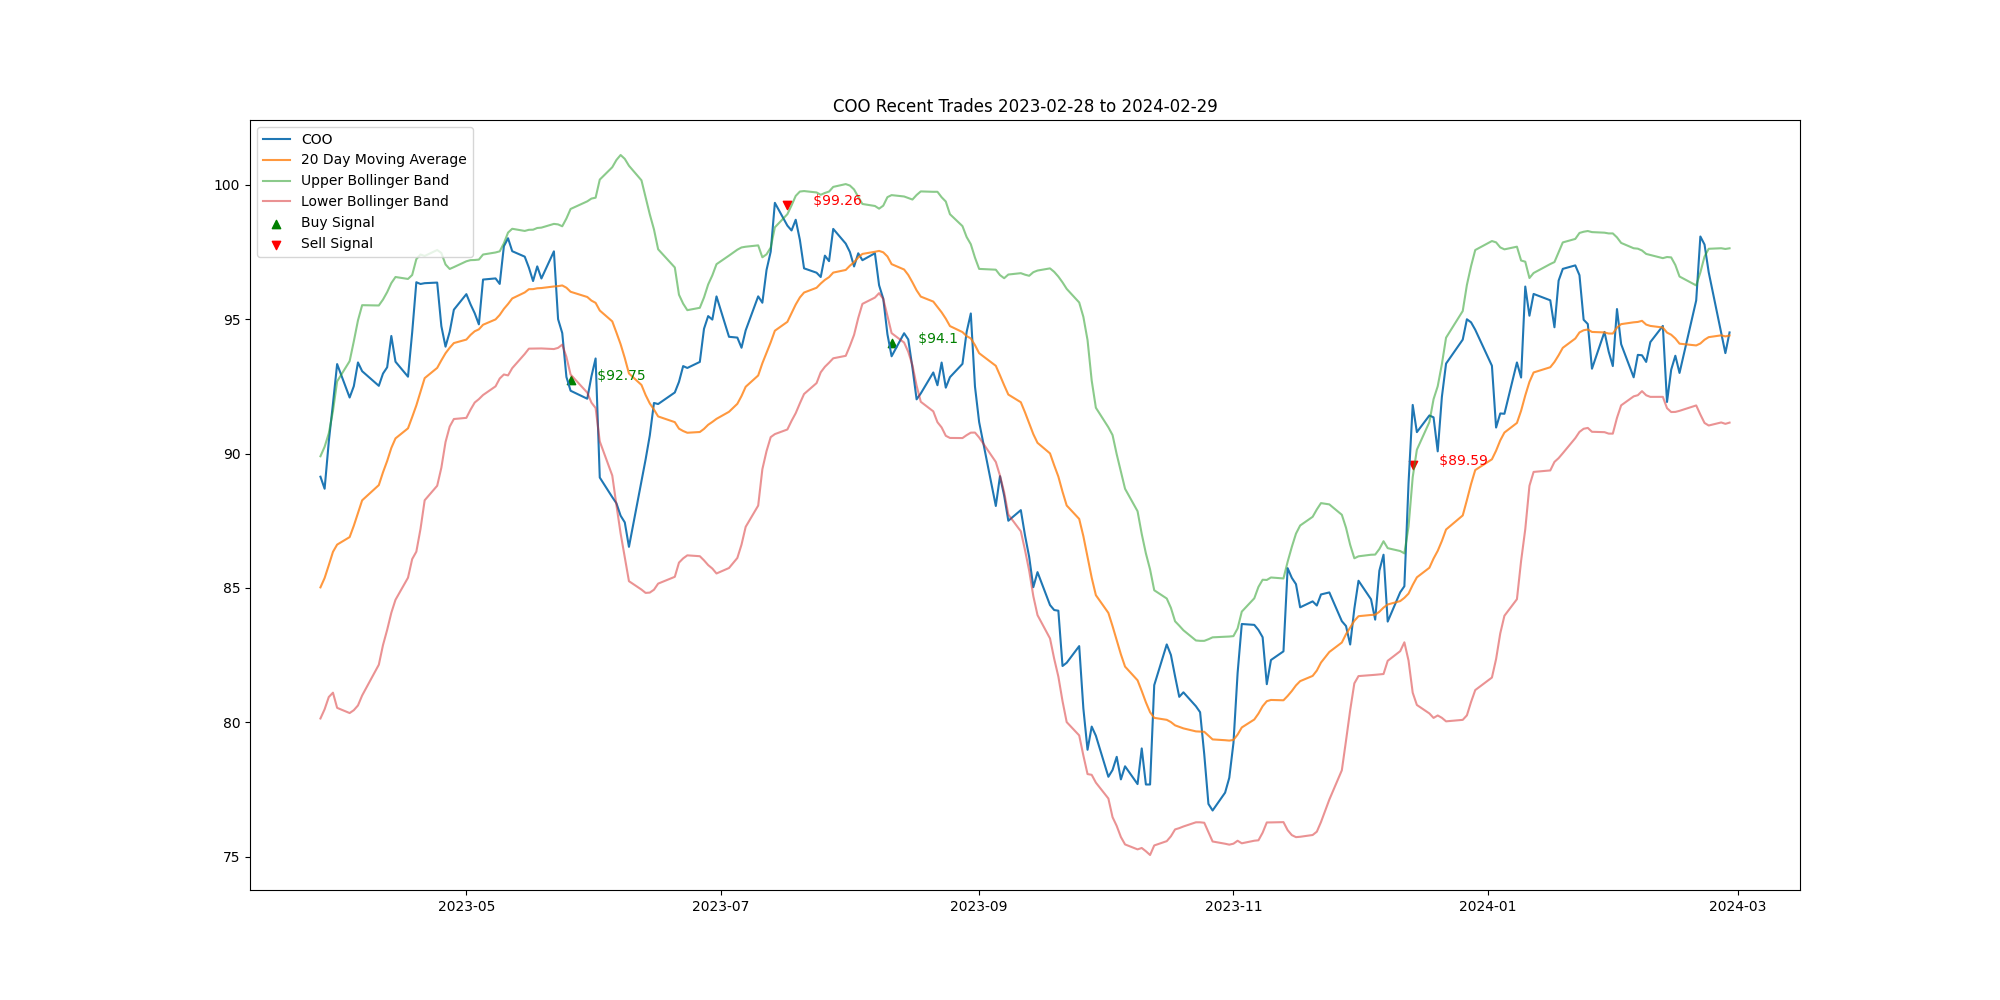 COO Recent Trades 2023-02-28 to 2024-02-29
COO
20 Day Moving Average
Upper Bollinger Band
Lower Bollinger Band
Buy Signal
Sell Signal
100
95
90
85
80
75
$99.26
$94.1
$92.75
$89.59
2023-05
2023-07
2023-09
2023-11
2024-01
2024-03